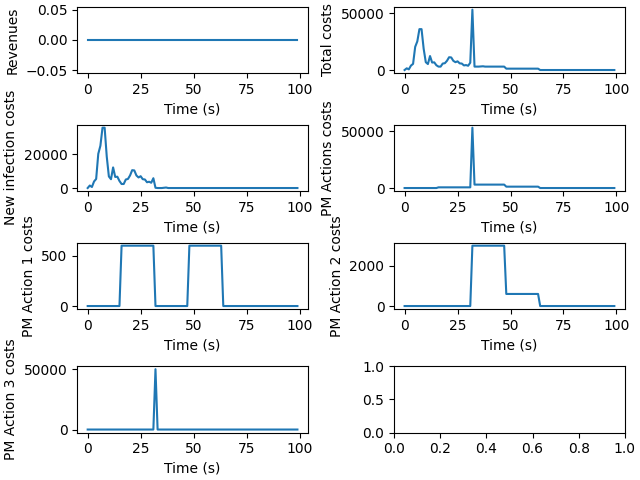 Revenues
0.05
0.00
−0.05
0 25 50 75 100
Time (s)
Total costs
50000
0
0 25 50 75 100
Time (s)
New infection costs
20000
0
0 25 50 75 100
Time (s)
PM Actions costs
50000
0
0 25 50 75 100
Time (s)
PM Action 1 costs
500
0
0 25 50 75 100
Time (s)
PM Action 2 costs
2000
0
0 25 50 75 100
Time (s)
PM Action 3 costs
50000
0
0 25 50 75 100
Time (s)
1.0
0.5
0.0
0.0 0.2 0.4 0.6 0.8 1.0